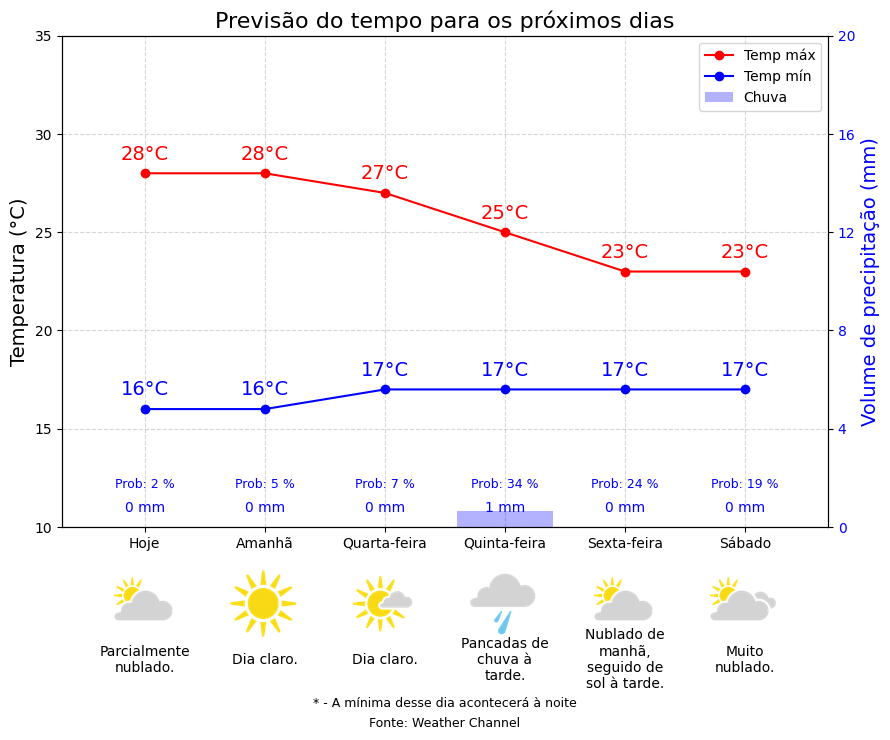 Previsão do tempo para os próximos dias
35
30
25
20
15
10
Temperatura (°C)
20
16
12
8
4
0
Volume de precipitação (mm)
Temp máx
Temp mín
Chuva
28°C 28°C 27°C 25°C 23°C 23°C
16°C 16°C 17°C 17°C 17°C 17°C
Prob: 2 % Prob: 5 % Prob: 7 % Prob: 34 % Prob: 24 % Prob: 19 %
0 mm 0 mm 0 mm 1 mm 0 mm 0 mm
Hoje Amanhã Quarta-feira Quinta-feira Sexta-feira Sábado
Parcialmente
nublado.
Dia claro.
Dia claro.
Pancadas de
chuva à
tarde.
Nublado de
manhã,
seguido de
sol à tarde.
Muito
nublado.
* - A mínima desse dia acontecerá à noite
Fonte: Weather Channel